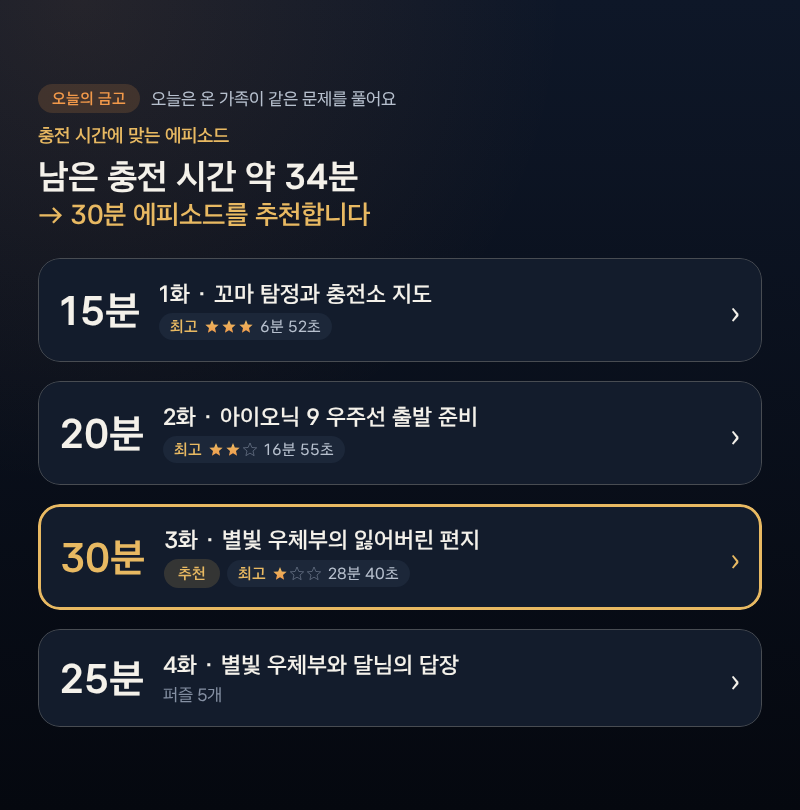 오늘의 금고 오늘은 온 가족이 같은 문제를 풀어요
충전 시간에 맞는 에피소드
남은 충전 시간 약 34분
→ 30분 에피소드를 추천합니다
15분 1화 · 꼬마 탐정과 충전소 지도
최고 ★★★ 6분 52초
20분 2화 · 아이오닉 9 우주선 출발 준비
최고 ★★☆ 16분 55초
30분 3화 · 별빛 우체부의 잃어버린 편지
추천 최고 ★☆☆ 28분 40초
25분 4화 · 별빛 우체부와 달님의 답장
퍼즐 5개